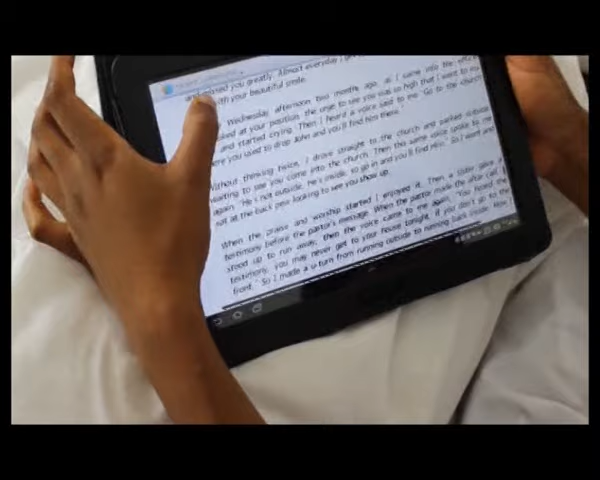 missed you greatly. Almost everyday I
with your beautiful smile.
Wednesday afternoon two months ago, as I came into the
at your position, the urge to see you was so high that I went to my
and started crying. Then I heard a voice said to me "Go to the church
here you used to drop John and you'll find him there."
Without thinking twice, I drove straight to the church and parked outside
wanting to see you come into the church. Then the same voice spoke to me
again. "He's not outside, he's inside, so go in and you'll find him." So I went and
sat at the back pew looking to see you show up.
When the praise and worship started I enjoyed it. Then a sister gave a
testimony before the pastor's message. When the pastor made the altar call I
stood up to run away, then the voice came to me again, "You heard the
testimony, you may never get to your house tonight, if you don't go to the
front." So I made a u-turn from running outside to running back inside. Now I